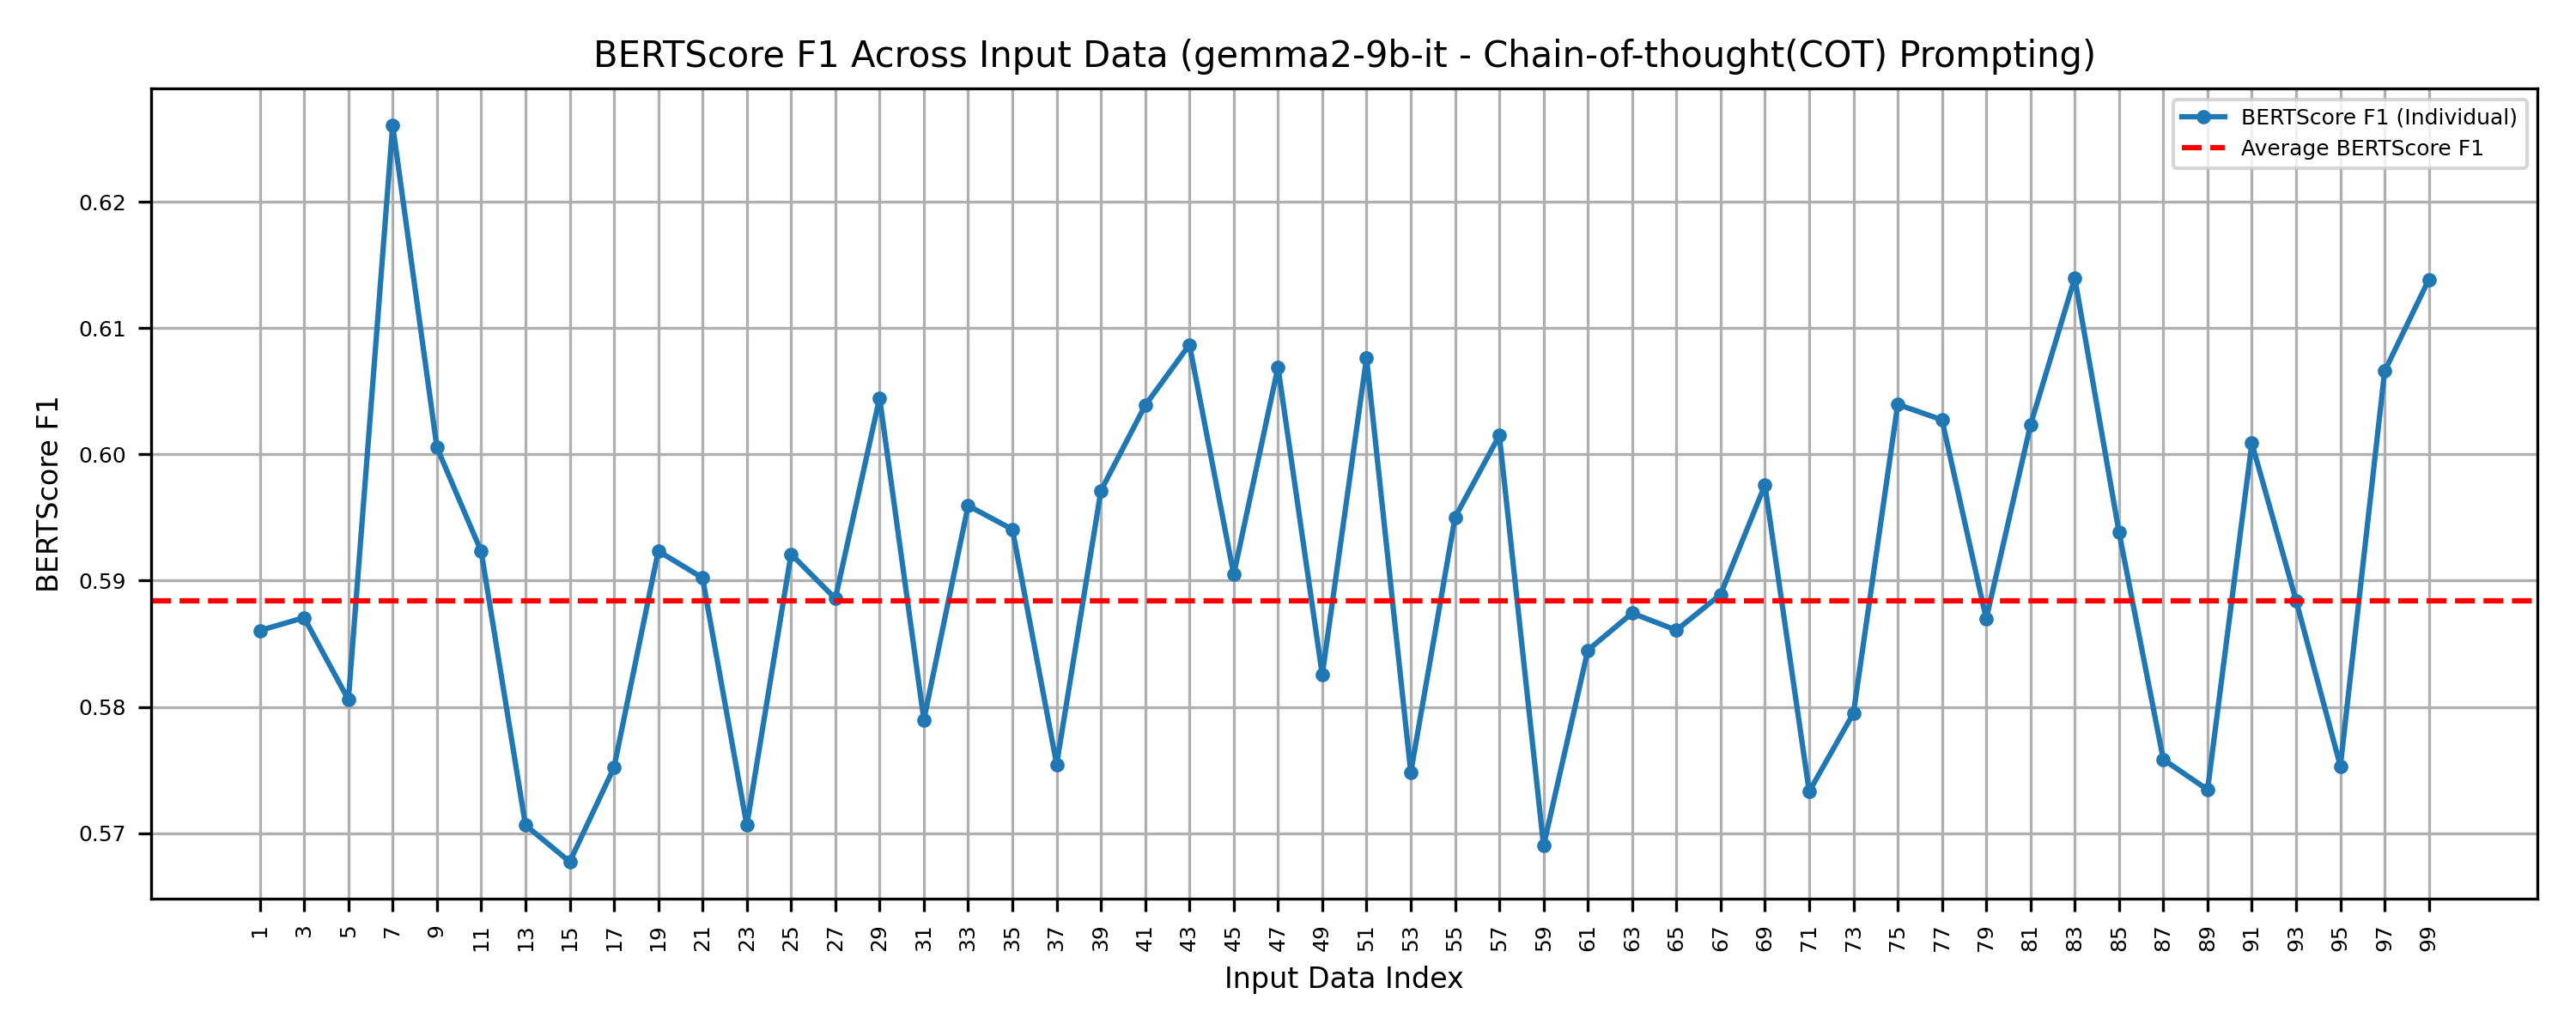 BERTScore F1 Across Input Data (gemma2-9b-it - Chain-of-thought(COT) Prompting)
BERTScore F1 (Individual)
Average BERTScore F1
BERTScore F1
0.62
0.61
0.60
0.59
0.58
0.57
1 3 5 7 9 11 13 15 17 19 21 23 25 27 29 31 33 35 37 39 41 43 45 47 49 51 53 55 57 59 61 63 65 67 69 71 73 75 77 79 81 83 85 87 89 91 93 95 97 99
Input Data Index